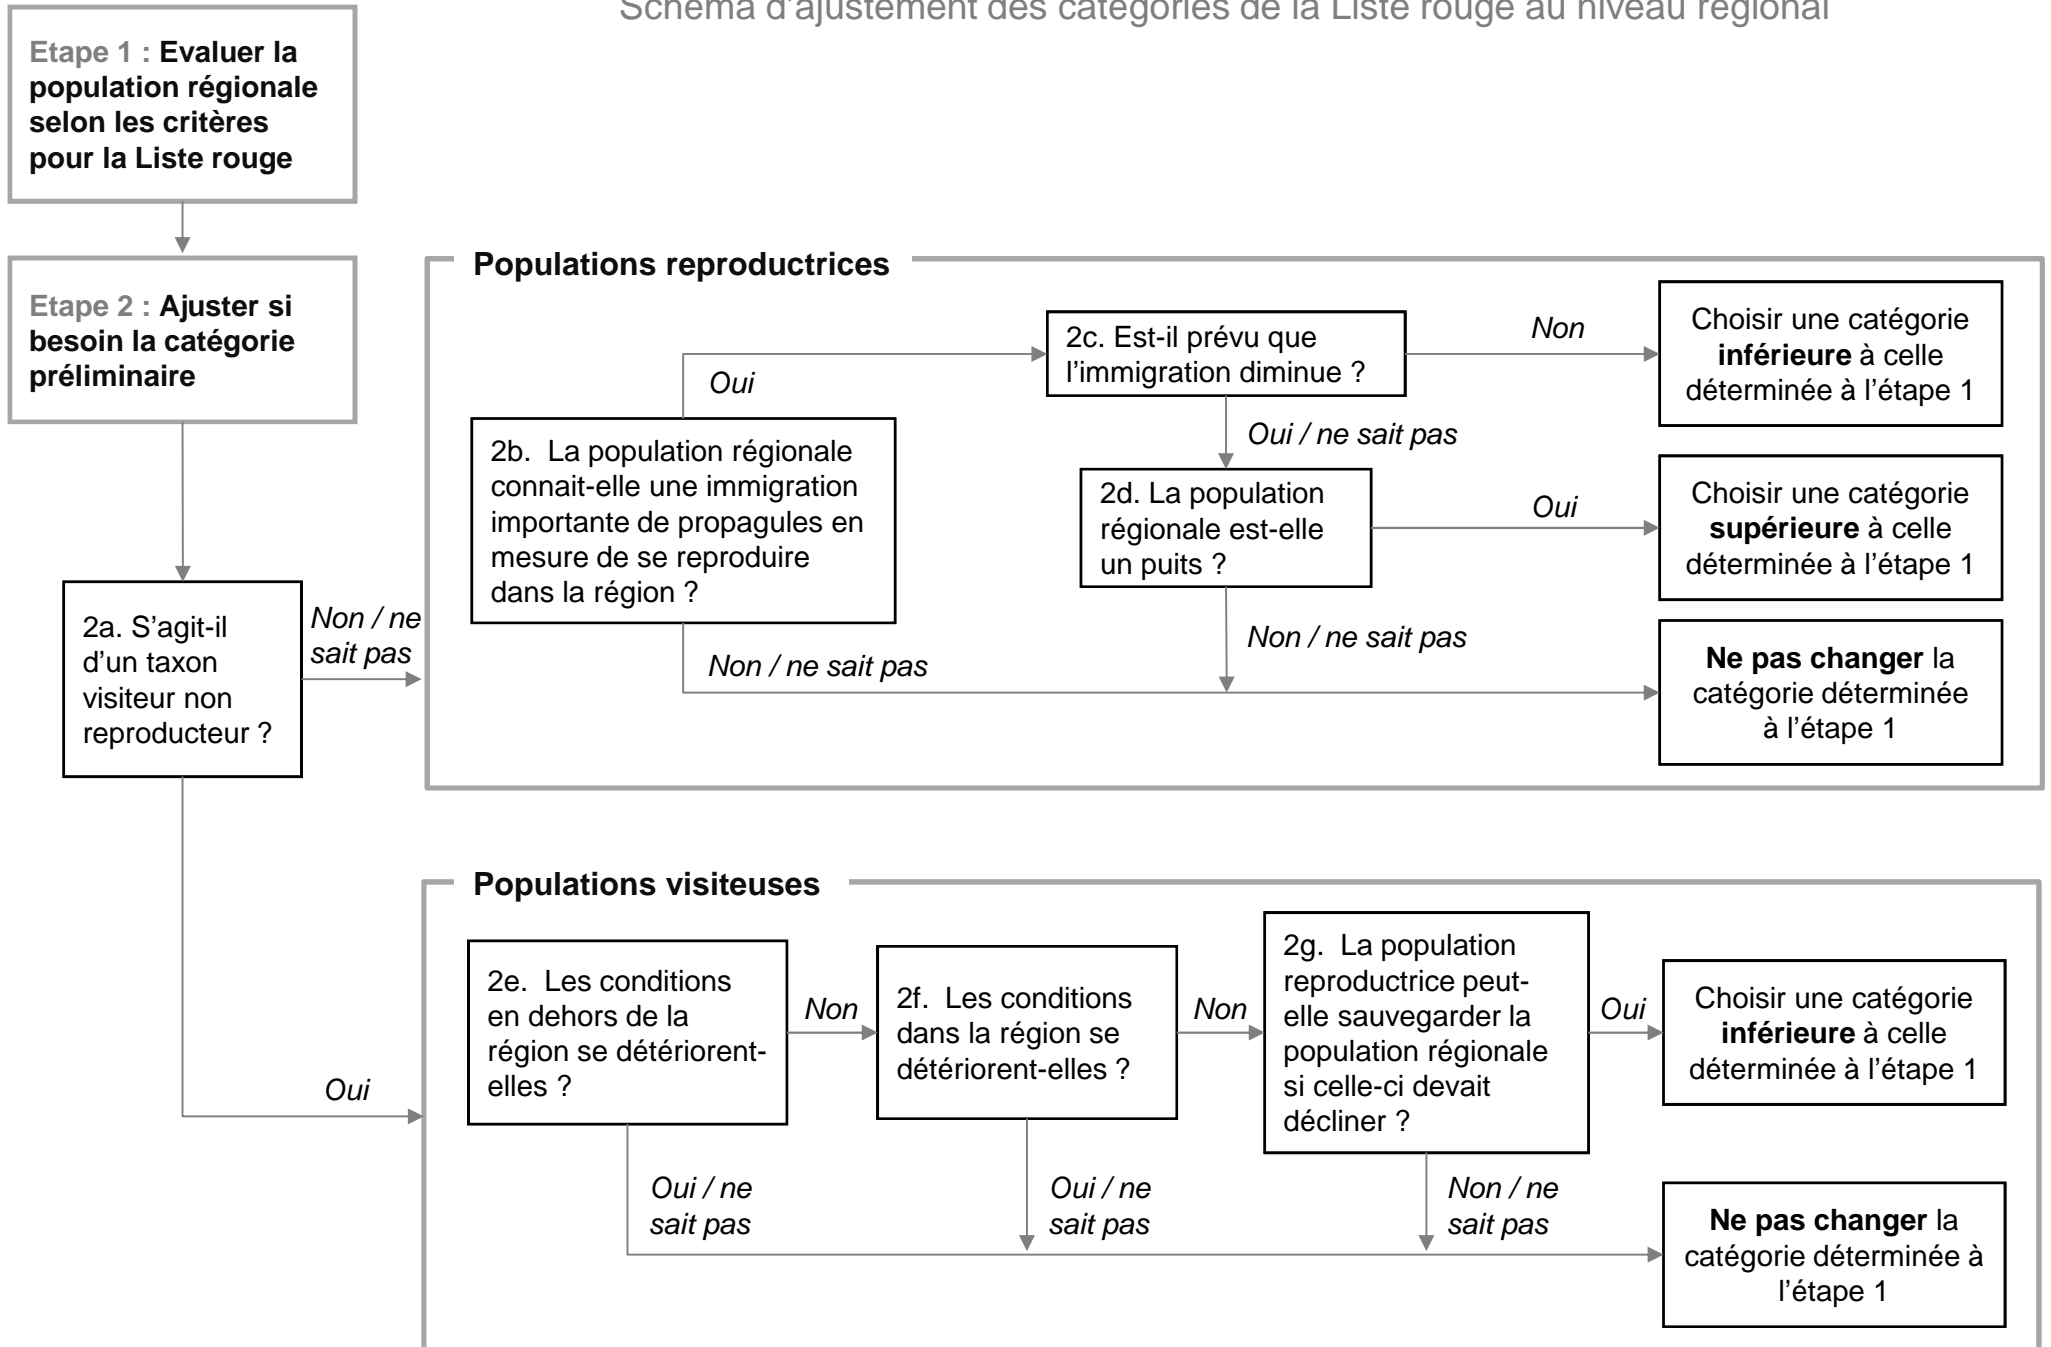 Schéma d'ajustement des catégories de la Liste rouge au niveau régional
Etape 1 : Evaluer la
population régionale
selon les critères
pour la Liste rouge
Etape 2 : Ajuster si
besoin la catégorie
préliminaire
2a. S'agit-il
d'un taxon
visiteur non
reproducteur ?
Non / ne
sait pas
Oui
Populations reproductrices
2b.  La population régionale
connait-elle une immigration
importante de propagules en
mesure de se reproduire
dans la région ?
Oui
Non / ne sait pas
2c. Est-il prévu que
l'immigration diminue ?
Non
Oui / ne sait pas
2d. La population
régionale est-elle
un puits ?
Oui
Non / ne sait pas
Choisir une catégorie
inférieure à celle
déterminée à l'étape 1
Choisir une catégorie
supérieure à celle
déterminée à l'étape 1
Ne pas changer la
catégorie déterminée
à l'étape 1
Populations visiteuses
2e.  Les conditions
en dehors de la
région se détériorent-
elles ?
Non
Oui / ne
sait pas
2f.  Les conditions
dans la région se
détériorent-elles ?
Non
Oui / ne
sait pas
2g.  La population
reproductrice peut-
elle sauvegarder la
population régionale
si celle-ci devait
décliner ?
Oui
Non / ne
sait pas
Choisir une catégorie
inférieure à celle
déterminée à l'étape 1
Ne pas changer la
catégorie déterminée à
l'étape 1